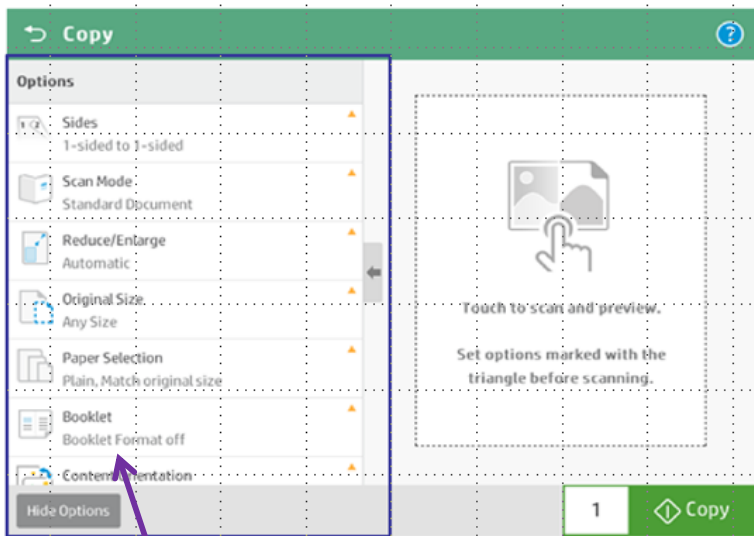 Copy
?
Options
Sides
1-sided to 1-sided
Scan Mode
Standard Document
Reduce/Enlarge
Automatic
Original Size
Any Size
Paper Selection
Plain, Match original size
Booklet
Booklet Format off
Content Orientation
Hide Options
Touch to scan and preview.
Set options marked with the
triangle before scanning.
1
Copy